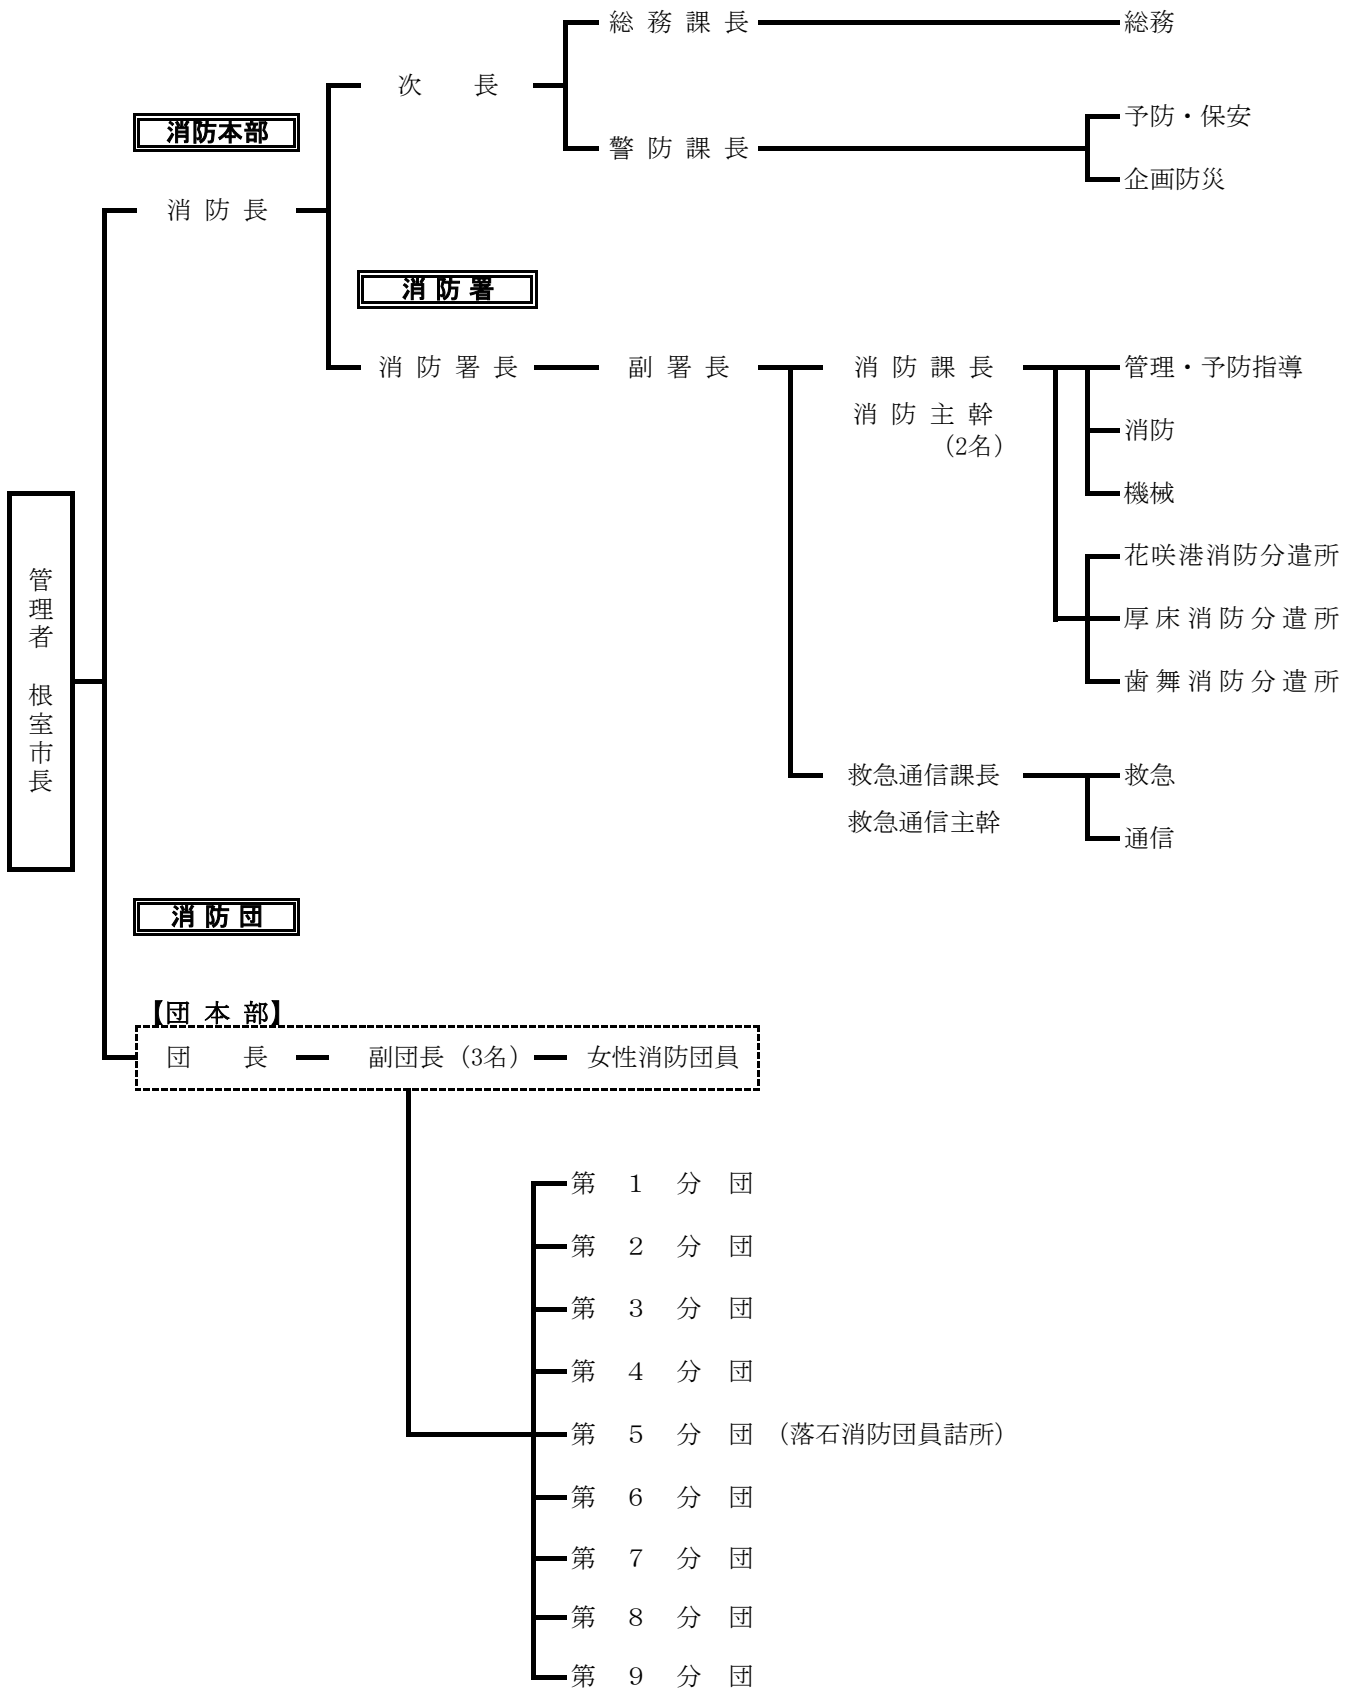 総 務 課 長
総務
次 長
消防本部
予防・保安
警 防 課 長
企画防災
消 防 長
消 防 署
消 防 署 長
副 署 長
消 防 課 長
管理・予防指導
消 防 主 幹
(2名)
消防
機械
花咲港消防分遣所
厚床消防分遣所
歯舞消防分遣所
管理者 根室市長
救急通信課長
救急
救急通信主幹
通信
消 防 団
【団 本 部】
団 長
副団長(3名)
女性消防団員
第 1 分 団
第 2 分 団
第 3 分 団
第 4 分 団
第 5 分 団 (落石消防団員詰所)
第 6 分 団
第 7 分 団
第 8 分 団
第 9 分 団